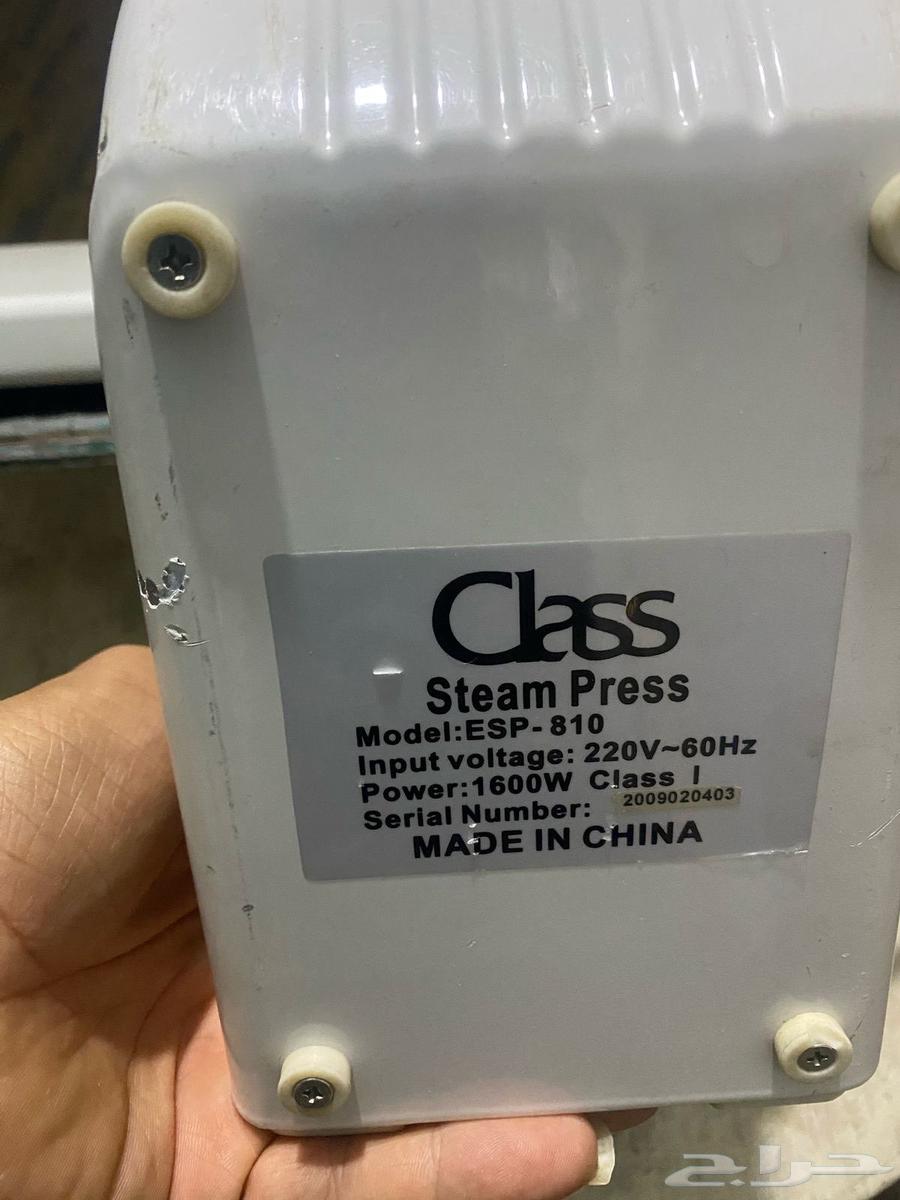 Class
Steam Press
Model:ESP-810
Input voltage: 220V~60Hz
Power:1600W Class I
Serial Number: 2009020403
MADE IN CHINA
حراج